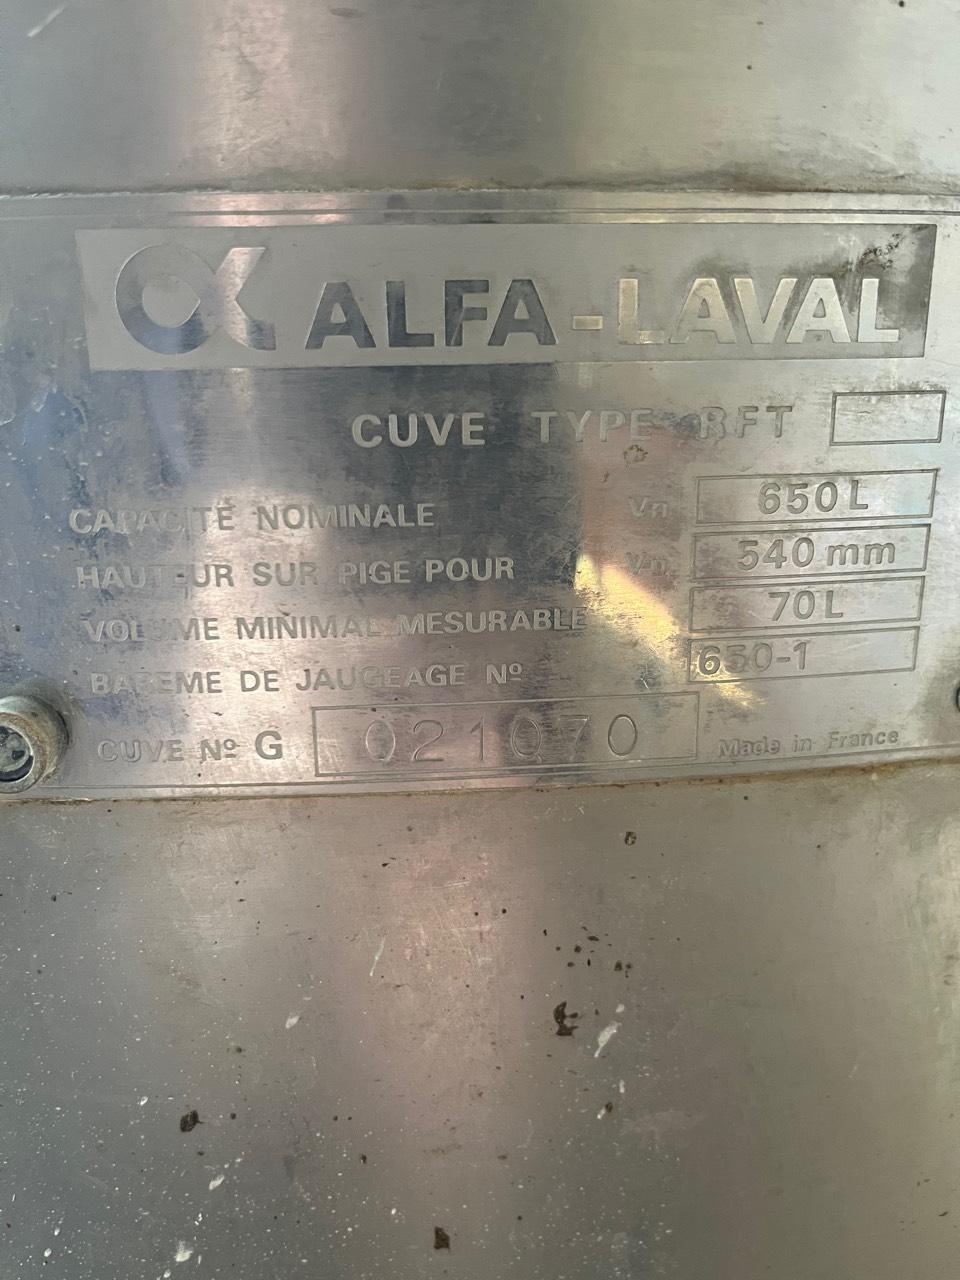 ALFA-LAVAL
CUVE TYPE RFT
CAPACITÉ NOMINALE Vn 650 L
HAUTEUR SUR PIGE POUR Vn 540 mm
VOLUME MINIMAL MESURABLE 70 L
BAREME DE JAUGEAGE Nº 650-1
CUVE Nº G 021070 Made in France